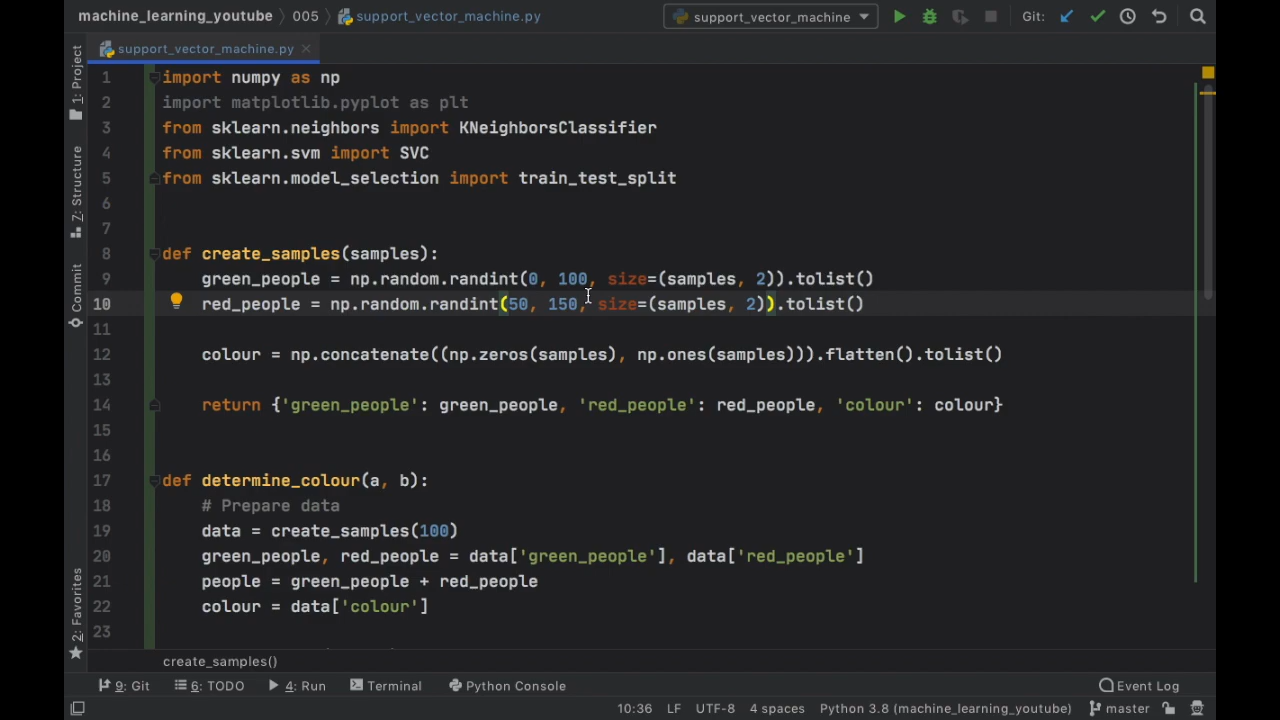 machine_learning_youtube 005 support_vector_machine.py support_vector_machine Git:
support_vector_machine.py
1: Project
7: Structure
Commit
2: Favorites
1 import numpy as np
2 import matplotlib.pyplot as plt
3 from sklearn.neighbors import KNeighborsClassifier
4 from sklearn.svm import SVC
5 from sklearn.model_selection import train_test_split
6
7
8 def create_samples(samples):
9 green_people = np.random.randint(0, 100, size=(samples, 2)).tolist()
10 red_people = np.random.randint(50, 150, size=(samples, 2)).tolist()
12 colour = np.concatenate((np.zeros(samples), np.ones(samples))).flatten().tolist()
13
14 return {'green_people': green_people, 'red_people': red_people, 'colour': colour}
15
16
17 def determine_colour(a, b):
18 # Prepare data
19 data = create_samples(100)
20 green_people, red_people = data['green_people'], data['red_people']
21 people = green_people + red_people
22 colour = data['colour']
23
create_samples()
9: Git 6: TODO 4: Run Terminal Python Console Event Log
10:36 LF UTF-8 4 spaces Python 3.8 (machine_learning_youtube) master